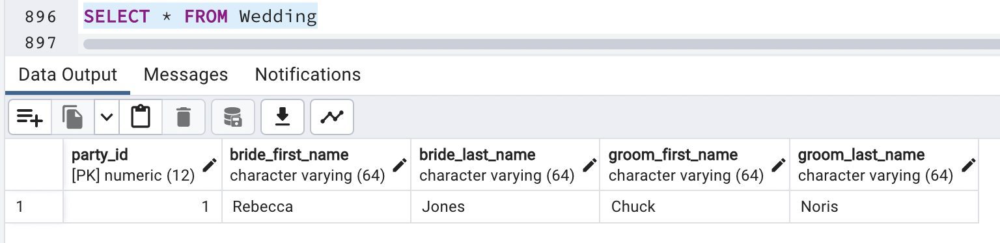 896 SELECT * FROM Wedding
897
Data Output Messages Notifications
party_id bride_first_name bride_last_name groom_first_name groom_last_name
[PK] numeric (12) character varying (64) character varying (64) character varying (64) character varying (64)
1 1 Rebecca Jones Chuck Noris